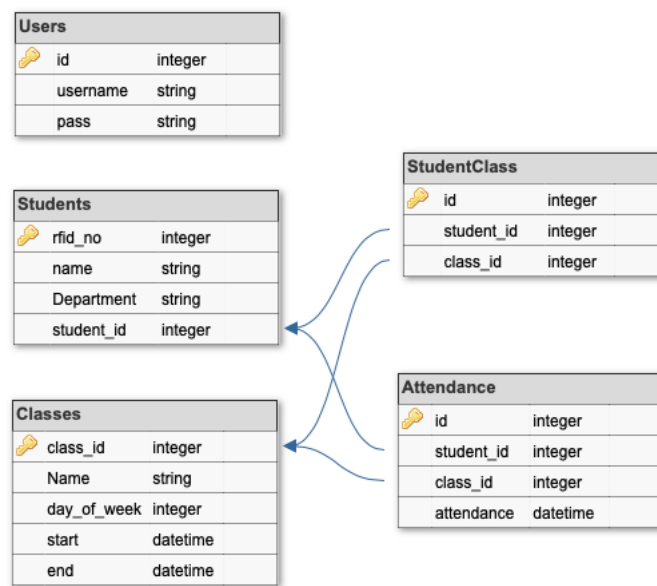 Users
id integer
username string
pass string
Students
rfid_no integer
name string
Department string
student_id integer
Classes
class_id integer
Name string
day_of_week integer
start datetime
end datetime
StudentClass
id integer
student_id integer
class_id integer
Attendance
id integer
student_id integer
class_id integer
attendance datetime